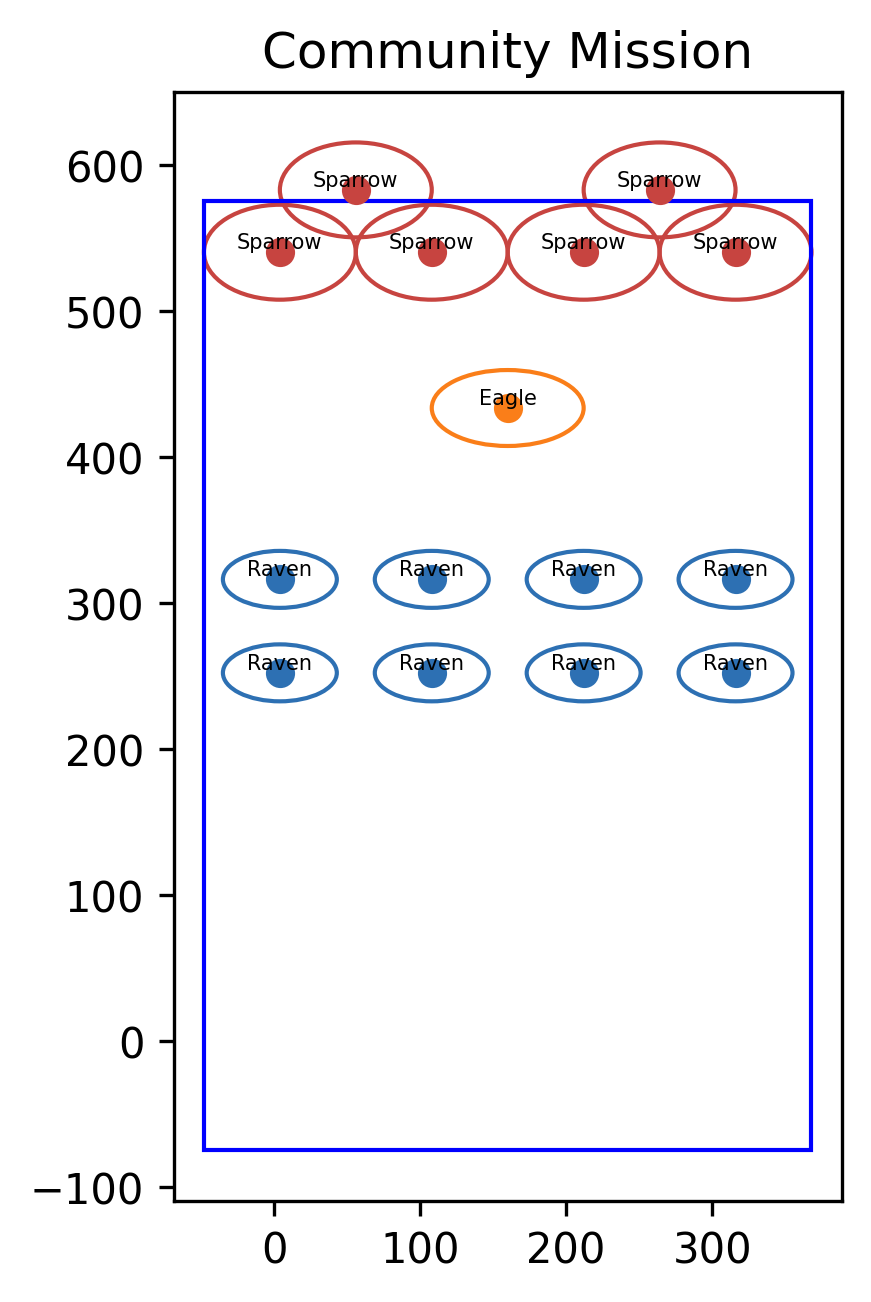 Community Mission
600
Sparrow Sparrow
Sparrow Sparrow Sparrow Sparrow
500
Eagle
400
Raven Raven Raven Raven
300
Raven Raven Raven Raven
200
100
0
−100
0 100 200 300